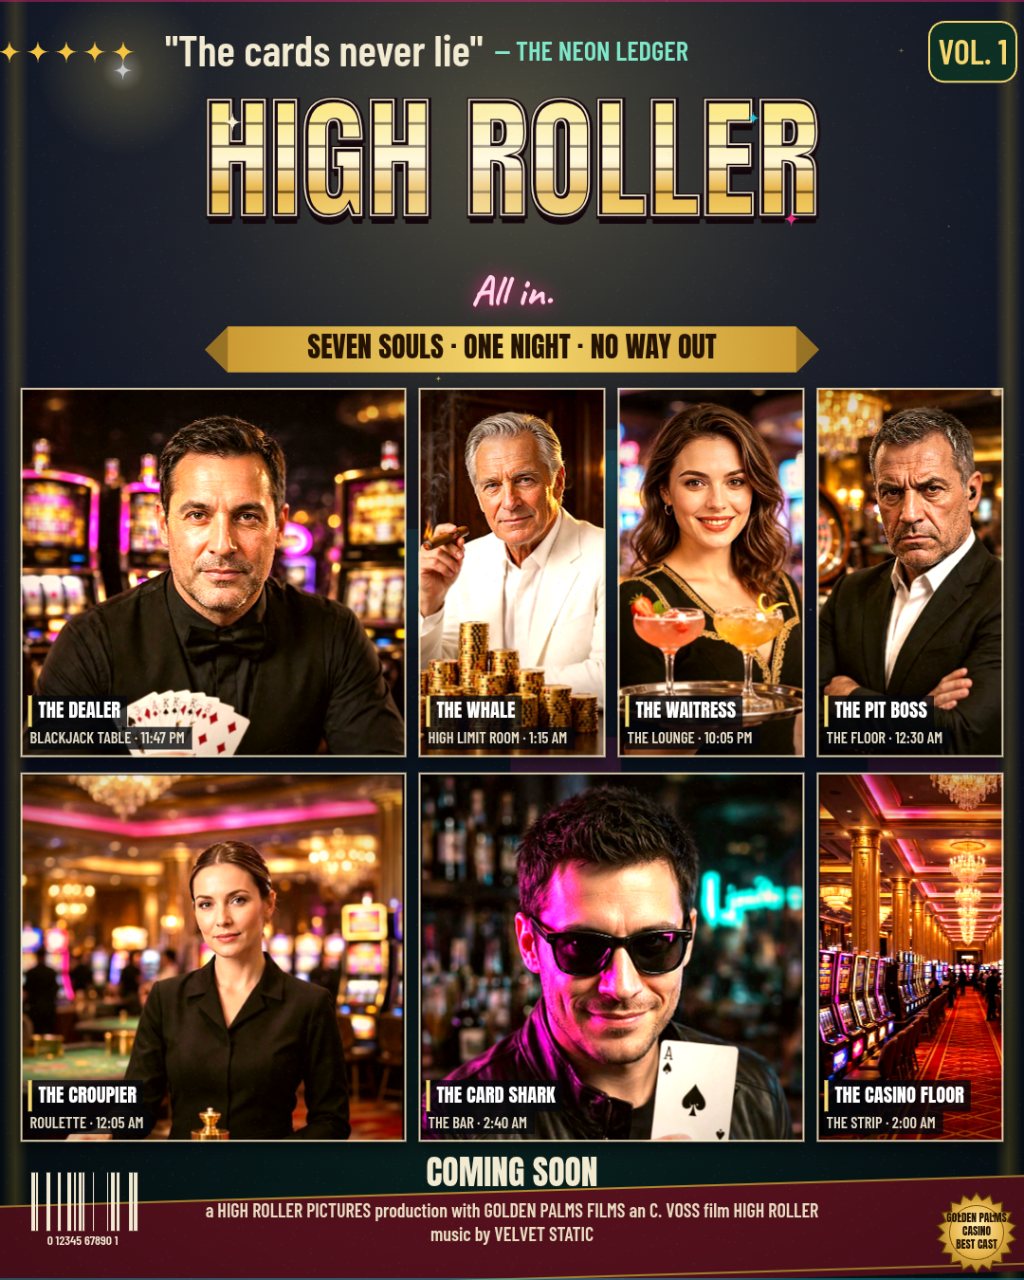 "The cards never lie" – THE NEON LEDGER
VOL. 1
HIGH ROLLER
All in.
SEVEN SOULS · ONE NIGHT · NO WAY OUT
THE DEALER
BLACKJACK TABLE · 11:47 PM
THE WHALE
HIGH LIMIT ROOM · 1:15 AM
THE WAITRESS
THE LOUNGE · 10:05 PM
THE PIT BOSS
THE FLOOR · 12:30 AM
THE CROUPIER
ROULETTE · 12:05 AM
A
THE CARD SHARK
THE BAR · 2:40 AM
THE CASINO FLOOR
THE STRIP · 2:00 AM
COMING SOON
a HIGH ROLLER PICTURES production with GOLDEN PALMS FILMS an C. VOSS film HIGH ROLLER
music by VELVET STATIC
0 12345 67890 1
GOLDEN PALMS
CASINO
BEST CAST